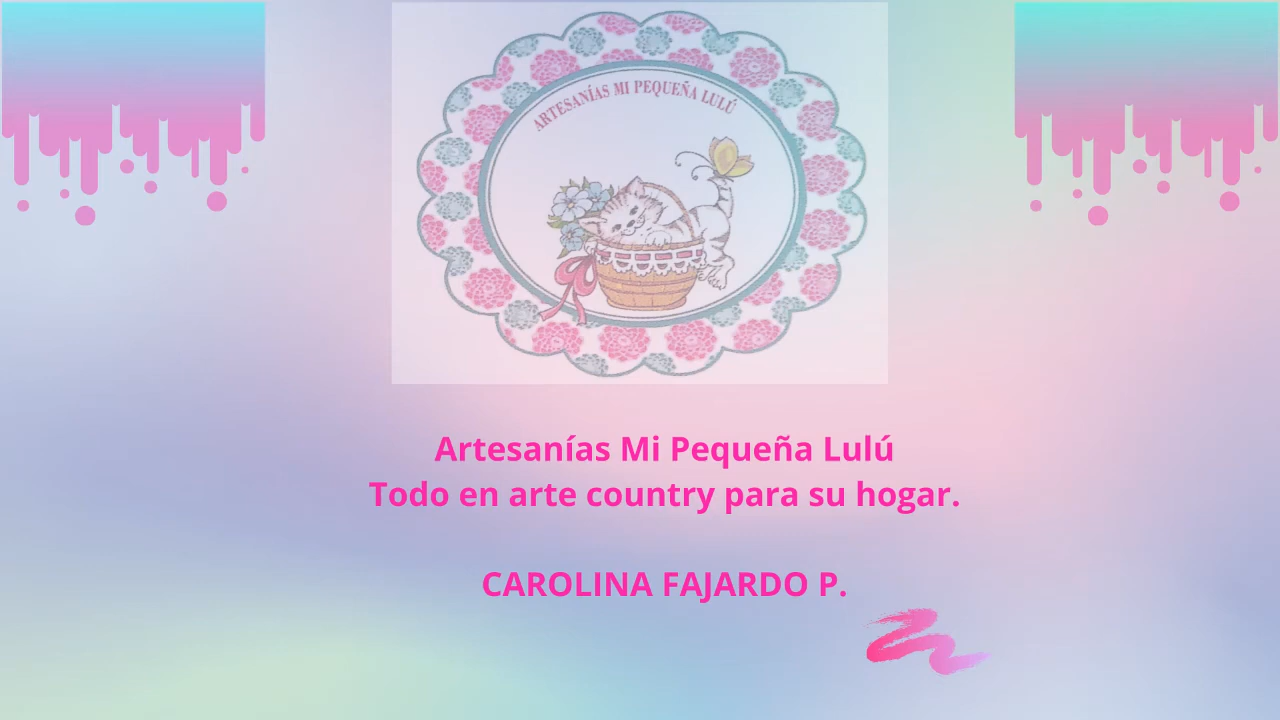 ARTESANÍAS MI PEQUEÑA LULÚ
Artesanías Mi Pequeña Lulú
Todo en arte country para su hogar.
CAROLINA FAJARDO P.